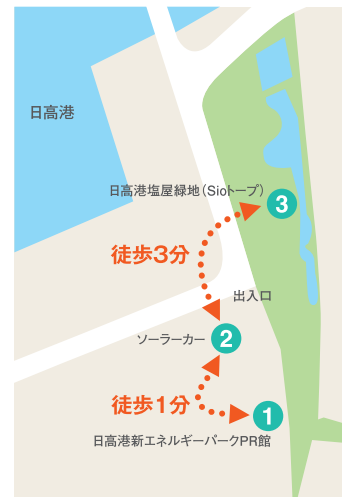 日高港
日高港塩屋緑地（Sioトープ）
3
徒歩3分
出入口
ソーラーカー
2
徒歩1分
1
日高港新エネルギーパークPR館